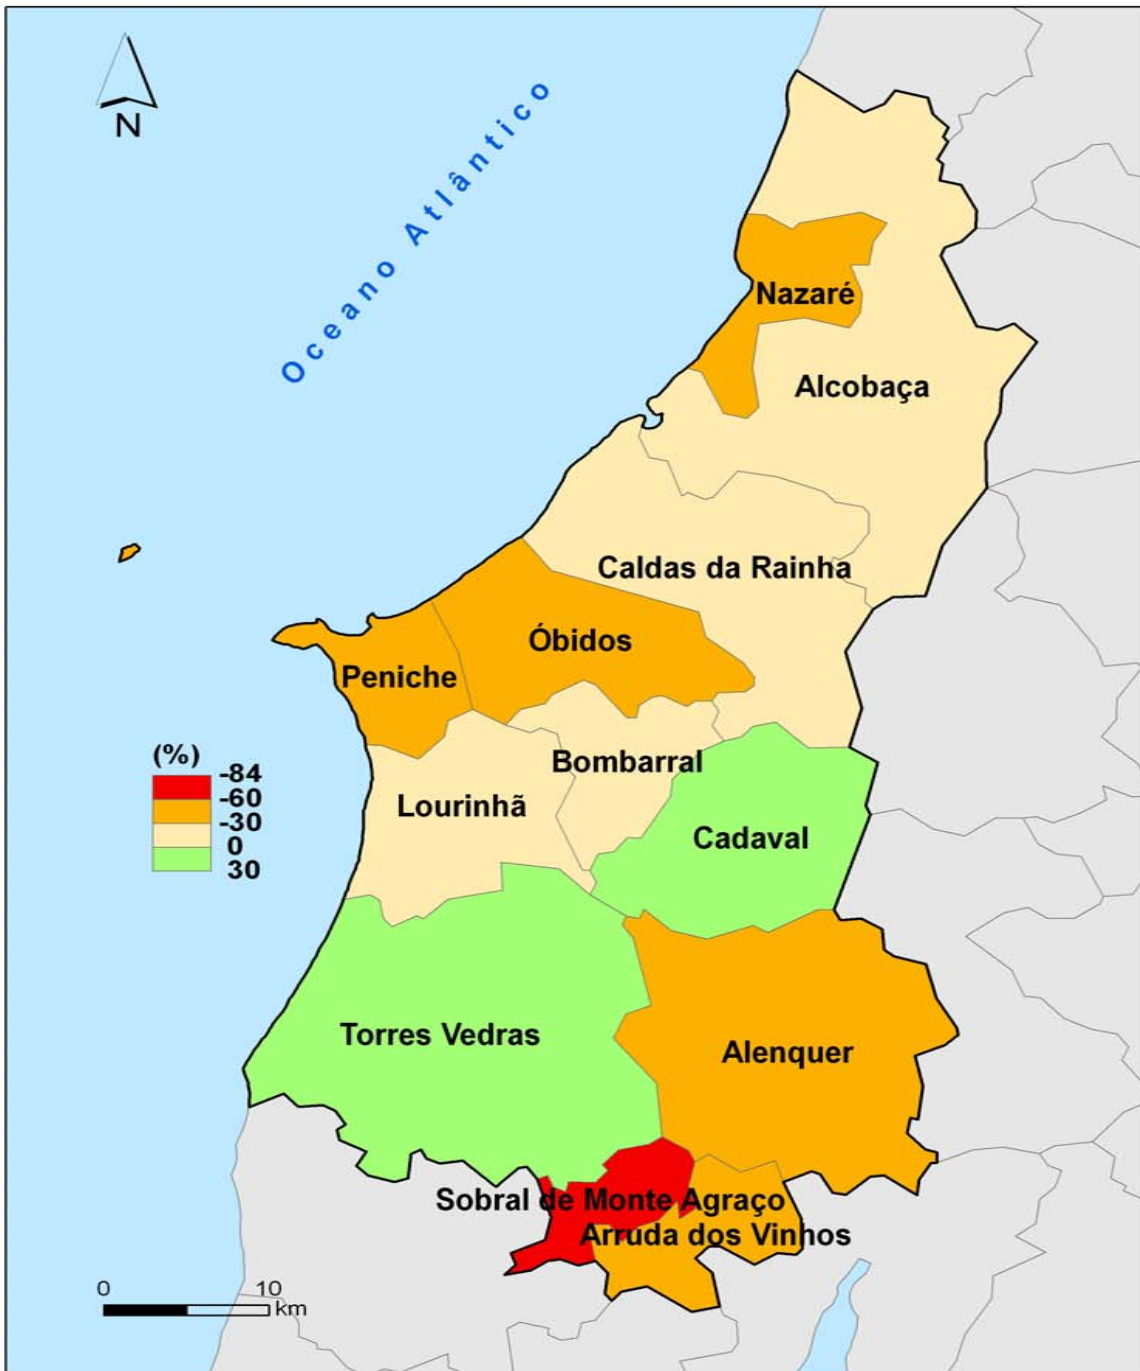 N
Oceano Atlântico
Nazaré
Alcobaça
Caldas da Rainha
Óbidos
Peniche
Bombarral
(%)
-84
-60
-30
0
30
Lourinhã
Cadaval
Torres Vedras
Alenquer
Sobral de Monte Agraço
Arruda dos Vinhos
0 10
km